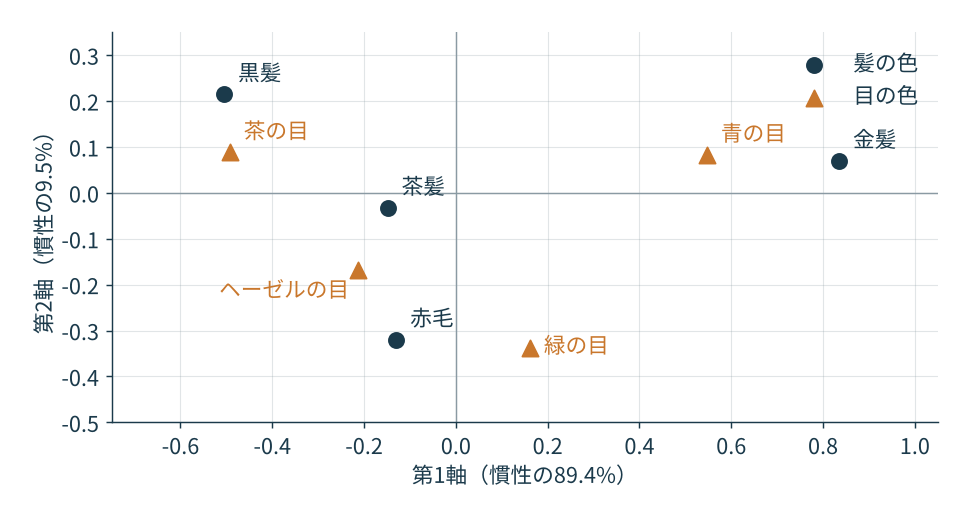 0.3
0.2
0.1
0.0
-0.1
-0.2
-0.3
-0.4
-0.5
第2軸（慣性の9.5%）
黒髪
茶の目
茶髪
ヘーゼルの目
赤毛
緑の目
青の目
金髪
髪の色
目の色
-0.6
-0.4
-0.2
0.0
0.2
0.4
0.6
0.8
1.0
第1軸（慣性の89.4%）